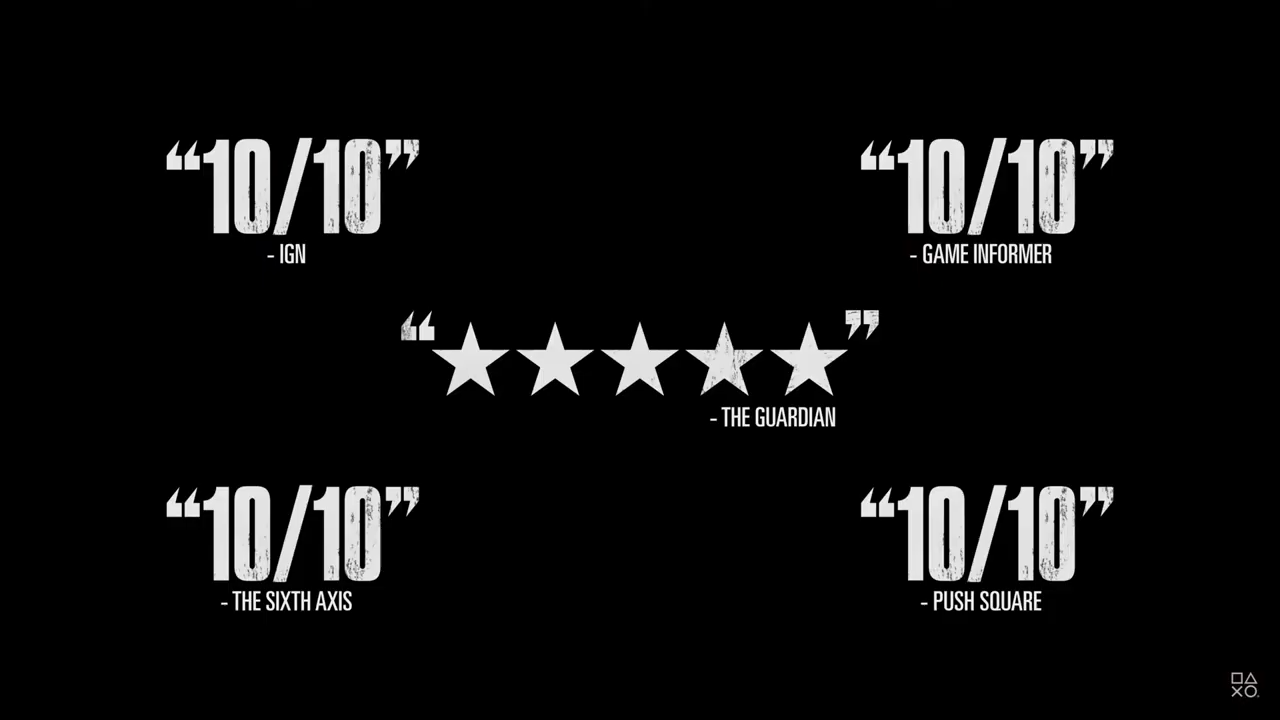 “10/10”
- IGN
“10/10”
- GAME INFORMER
“★★★★★”
- THE GUARDIAN
“10/10”
- THE SIXTH AXIS
“10/10”
- PUSH SQUARE